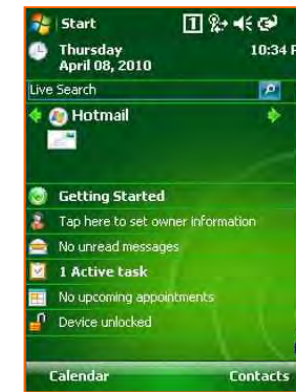 Start 1
Thursday 10:34 P
April 08, 2010
Live Search
Hotmail
Getting Started
Tap here to set owner information
No unread messages
1 Active task
No upcoming appointments
Device unlocked
Calendar Contacts